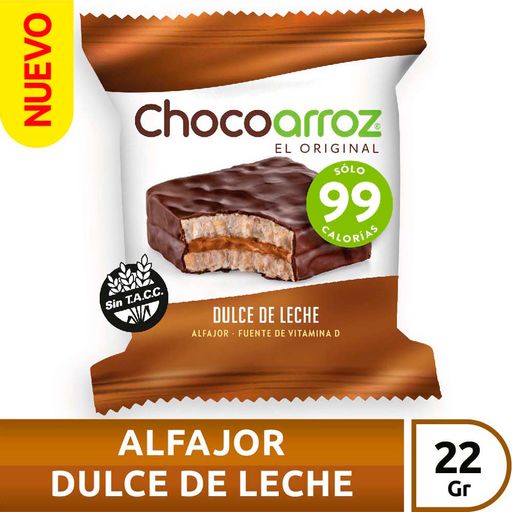 NUEVO
Chocoarroz®
EL ORIGINAL
SÓLO
99
CALORÍAS
Sin T.A.C.C.
DULCE DE LECHE
ALFAJOR - FUENTE DE VITAMINA D
ALFAJOR
DULCE DE LECHE
22
Gr